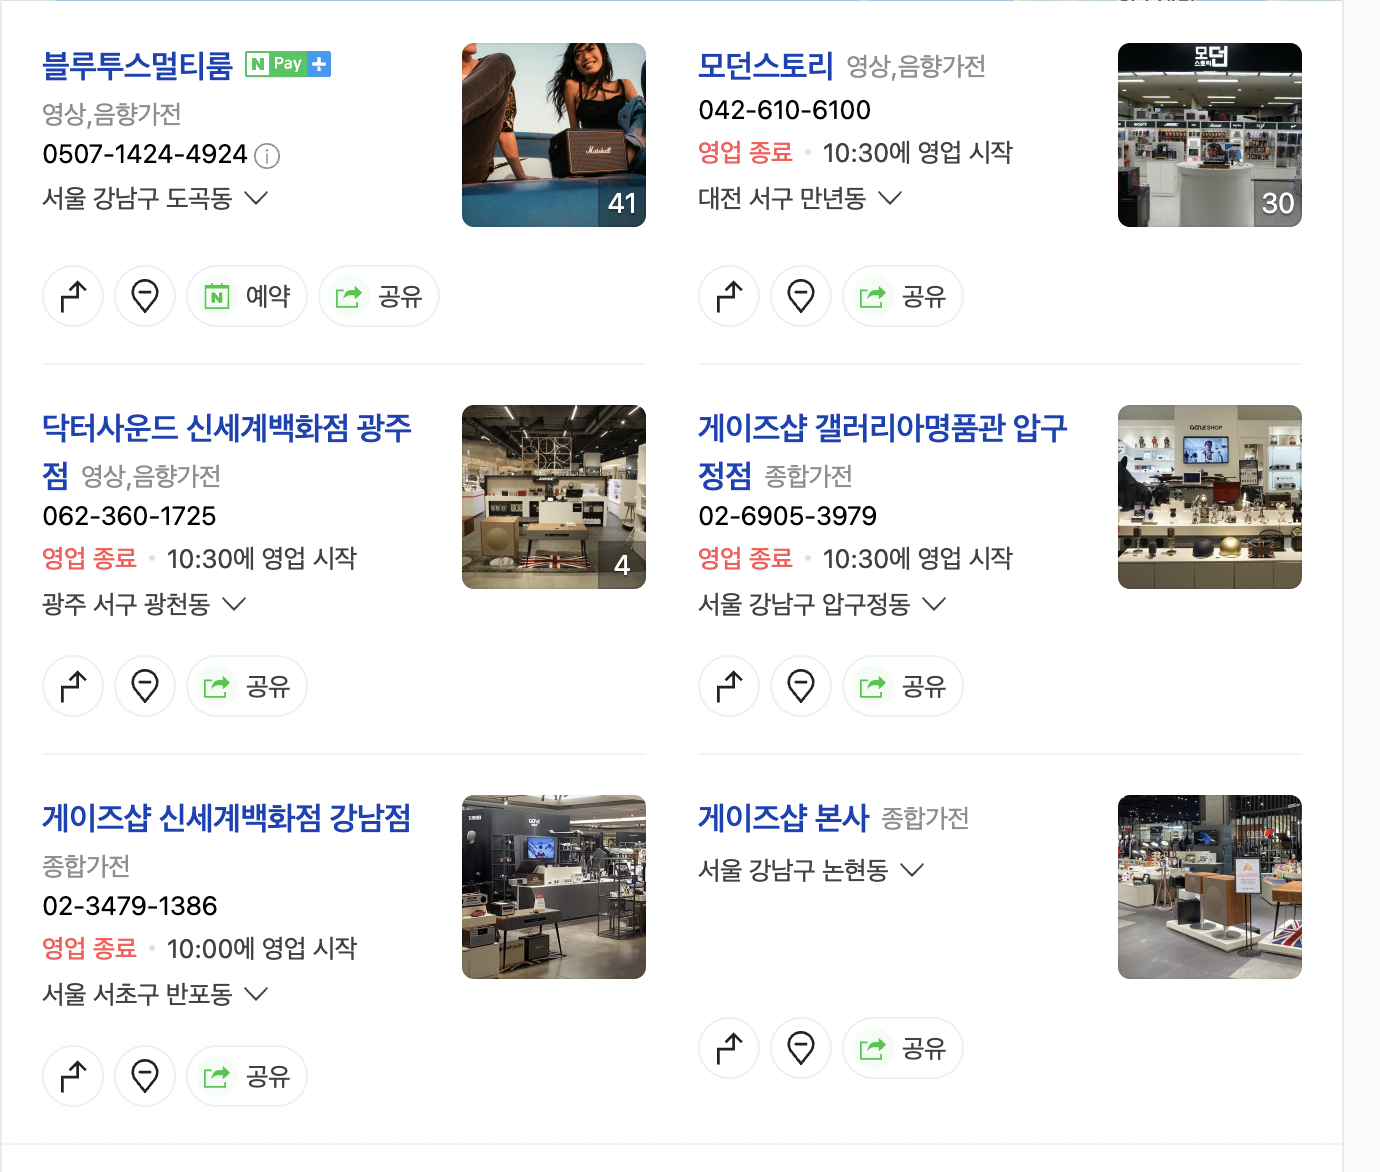 블루투스멀티룸 N Pay +
영상,음향가전
0507-1424-4924
서울 강남구 도곡동
Marshall
41
예약
공유
모던스토리 영상,음향가전
042-610-6100
영업 종료 · 10:30에 영업 시작
대전 서구 만년동
모던
스토리
30
공유
닥터사운드 신세계백화점 광주
점 영상,음향가전
062-360-1725
영업 종료 · 10:30에 영업 시작
광주 서구 광천동
4
공유
게이즈샵 갤러리아명품관 압구
정점 종합가전
02-6905-3979
영업 종료 · 10:30에 영업 시작
서울 강남구 압구정동
공유
게이즈샵 신세계백화점 강남점
종합가전
02-3479-1386
영업 종료 · 10:00에 영업 시작
서울 서초구 반포동
공유
게이즈샵 본사 종합가전
서울 강남구 논현동
공유